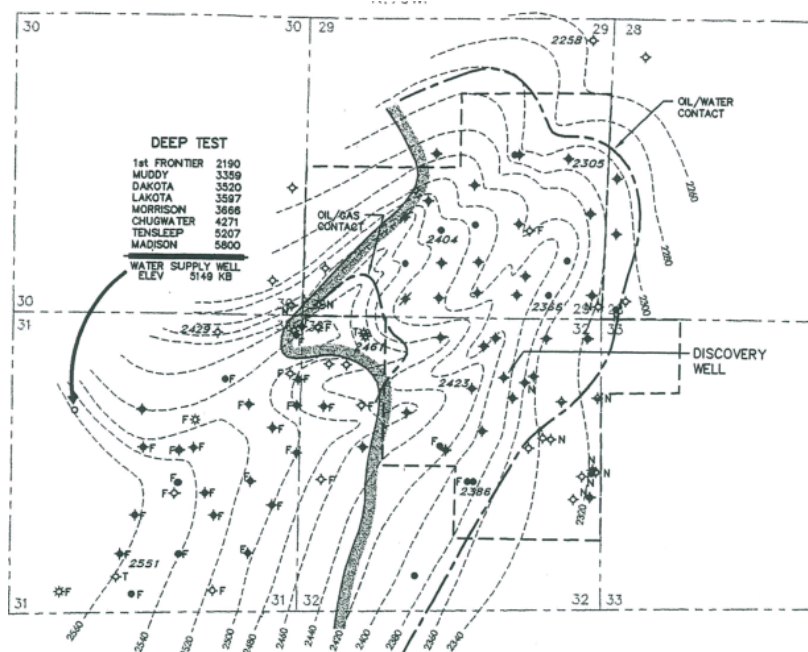 30
29
29
28
2258
OIL/WATER
CONTACT
DEEP TEST
1st FRONTIER 2190
MUDDY 3359
DAKOTA 3520
LAKOTA 3597
MORRISON 3666
CHUGWATER 4271
TENSLEEP 5207
MADISON 5800
WATER SUPPLY WELL
ELEV 5149 KB
2305
2260
2280
2300
OIL/GAS
CONTACT
2404
F
2366
N
30
31
2429
N
F
T
2461
29
32
33
N
DISCOVERY
WELL
2423
F
F
F
F
F
F
F
F
N
F
F
F
F
F
N
F
F
F
F
F
2386
N
N
N
N
2320
F
F
F
F
F
E
2551
T
F
F
F
31
31
32
32
33
2560
2540
2520
2500
2480
2460
2440
2420
2400
2380
2360
2340